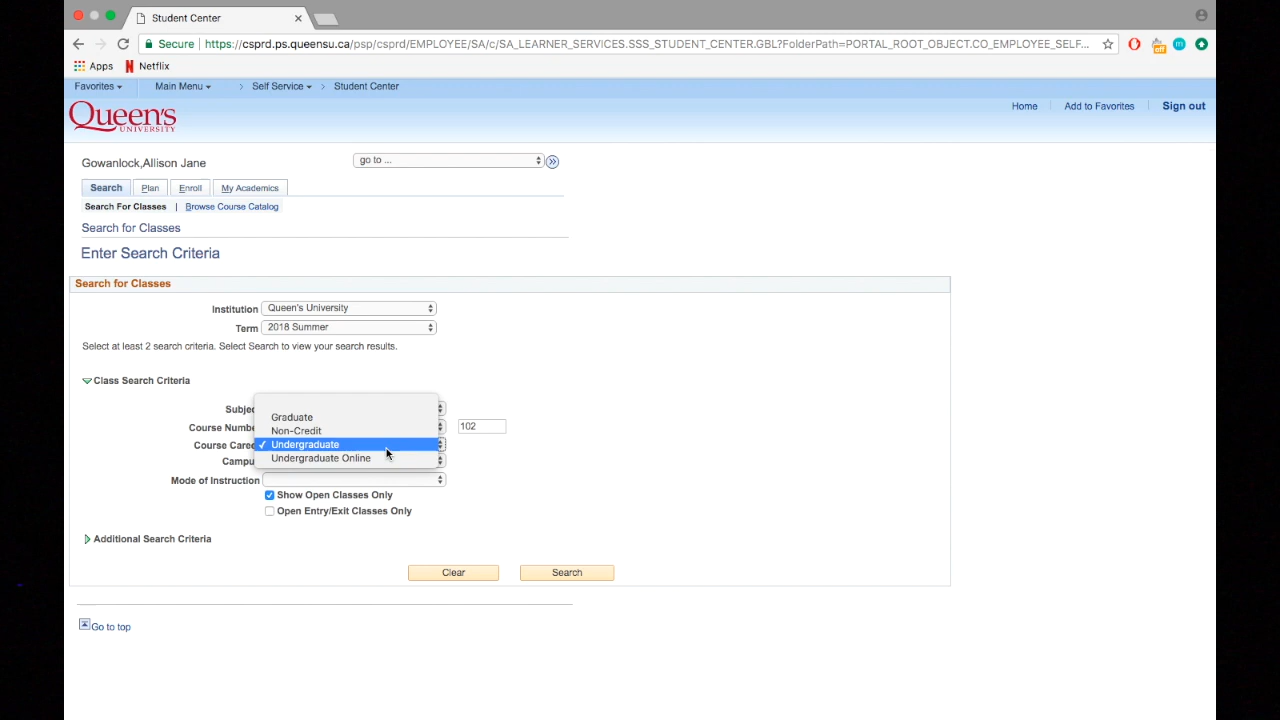 Student Center
Secure https://csprd.ps.queensu.ca/psp/csprd/EMPLOYEE/SA/c/SA_LEARNER_SERVICES.SSS_STUDENT_CENTER.GBL?FolderPath=PORTAL_ROOT_OBJECT.CO_EMPLOYEE_SELF...
Apps Netflix
Favorites Main Menu > Self Service > Student Center
Queen's
UNIVERSITY
Home Add to Favorites Sign out
Gowanlock,Allison Jane go to ...
Search Plan Enroll My Academics
Search For Classes | Browse Course Catalog
Search for Classes
Enter Search Criteria
Search for Classes
Institution Queen's University
Term 2018 Summer
Select at least 2 search criteria. Select Search to view your search results.
Class Search Criteria
Subjec
Graduate
Course Numbe 102
Non-Credit
Course Caree ✓ Undergraduate
Campu Undergraduate Online
Mode of Instruction
Show Open Classes Only
Open Entry/Exit Classes Only
Additional Search Criteria
Clear Search
Go to top